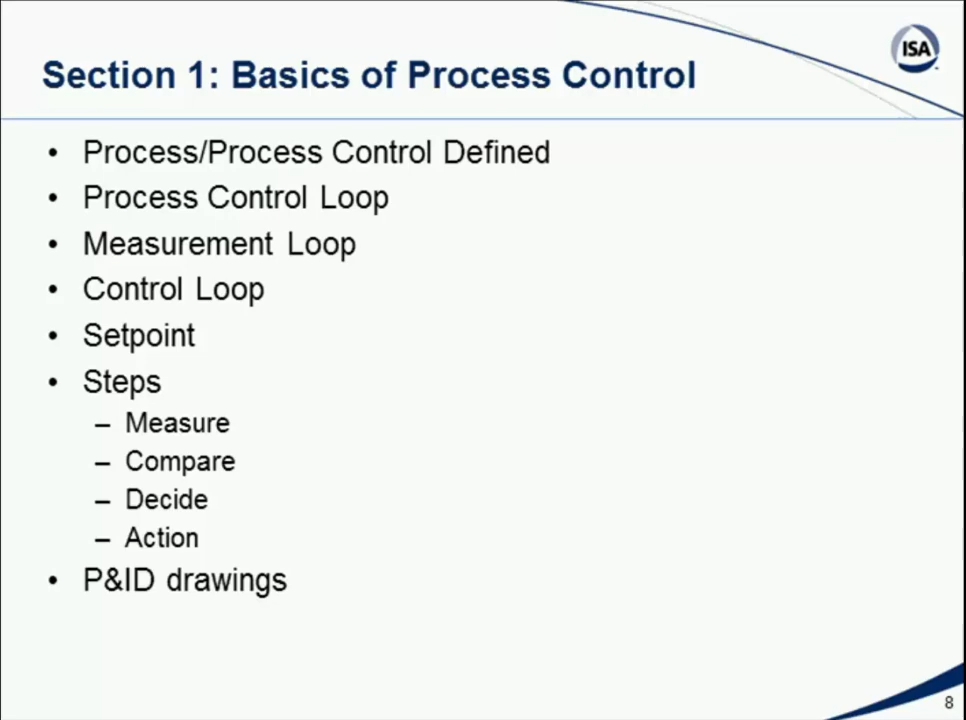 ISA
Section 1: Basics of Process Control
• Process/Process Control Defined
• Process Control Loop
• Measurement Loop
• Control Loop
• Setpoint
• Steps
– Measure
– Compare
– Decide
– Action
• P&ID drawings
8